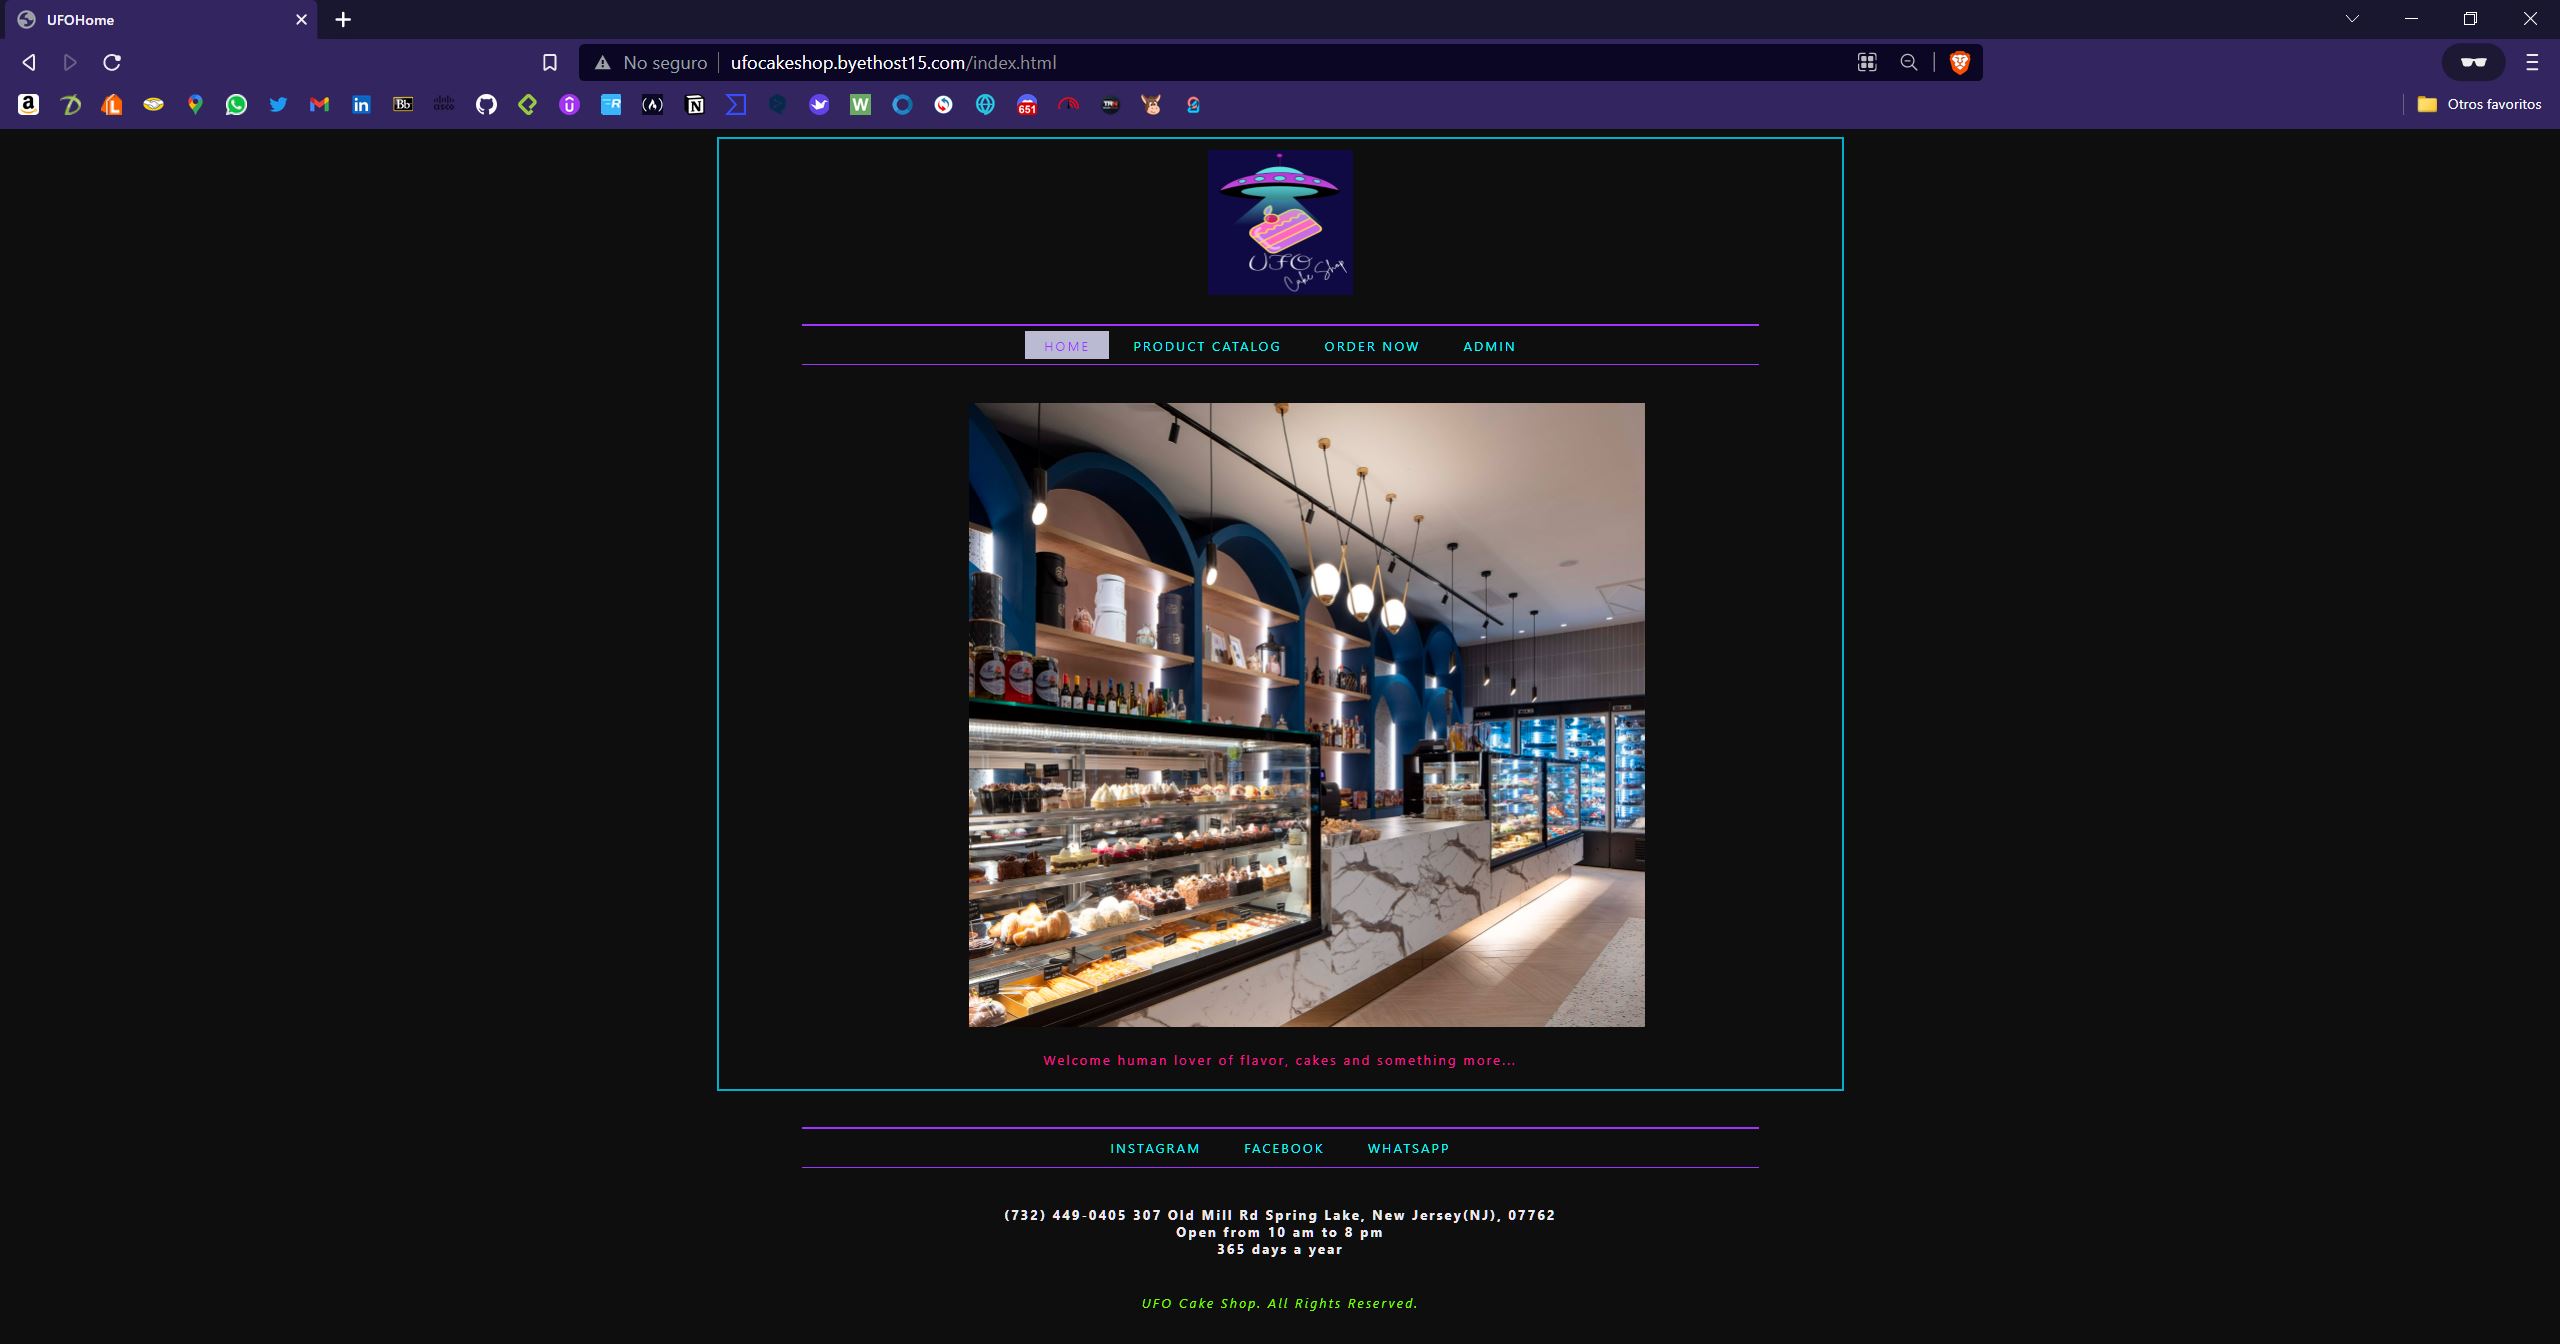 UFOHome
No seguro
ufocakeshop.byethost15.com/index.html
Bb
651
Otros favoritos
UFO
Cake Shop
HOME
PRODUCT CATALOG
ORDER NOW
ADMIN
Welcome human lover of flavor, cakes and something more...
INSTAGRAM
FACEBOOK
WHATSAPP
(732) 449-0405 307 Old Mill Rd Spring Lake, New Jersey(NJ), 07762
Open from 10 am to 8 pm
365 days a year
UFO Cake Shop. All Rights Reserved.